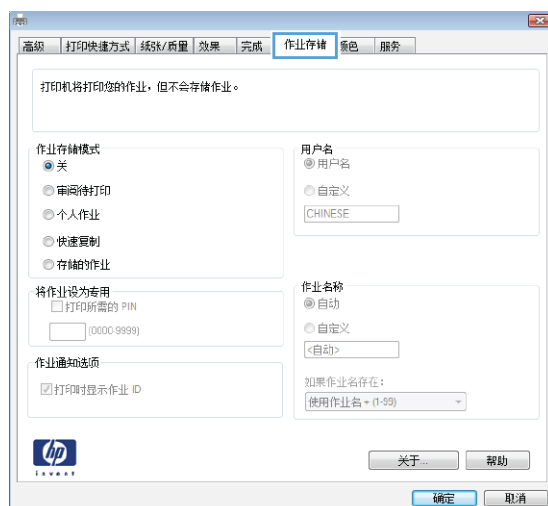 高级 打印快捷方式 纸张/质量 效果 完成 作业存储 颜色 服务
打印机将打印您的作业，但不会存储作业。
作业存储模式
关
审阅待打印
个人作业
快速复制
存储的作业
用户名
用户名
自定义
CHINESE
将作业设为专用
打印所需的 PIN
(0000-9999)
作业通知选项
打印时显示作业 ID
作业名称
自动
自定义
<自动>
如果作业名存在：
使用作业名 + (1-99)
hp
invent
关于... 帮助
确定 取消